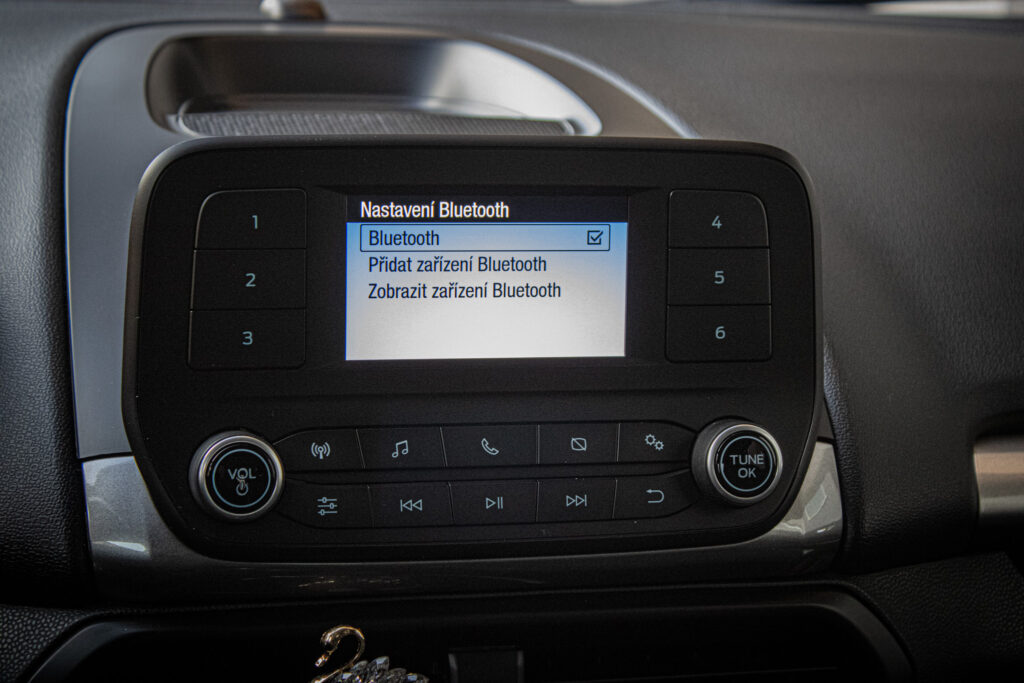 Nastavení Bluetooth
Bluetooth
Přidat zařízení Bluetooth
Zobrazit zařízení Bluetooth
1
2
3
4
5
6
VOL
TUNE
OK